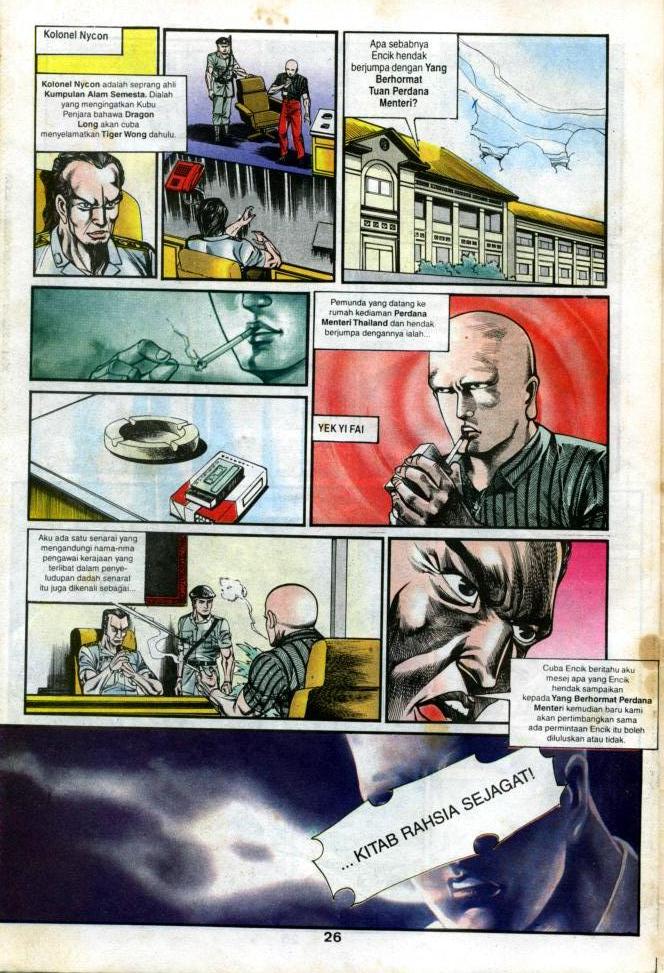 Kolonel Nycon
Kolonel Nycon adalah seprang ahli
Kumpulan Alam Semesta. Dialah
yang mengingatkan Kubu
Penjara bahawa Dragon
Long akan cuba
menyelamatkan Tiger Wong dahulu.
Apa sebabnya
Encik hendak
berjumpa dengan Yang
Berhormat
Tuan Perdana
Menteri?
Pemunda yang datang ke
rumah kediaman Perdana
Menteri Thailand dan hendak
berjumpa dengannya ialah...
YEK YI FAI
Aku ada satu senarai yang
mengandungi nama-nma
pengawai kerajaan yang
terlibat dalam penye-
ludupan dadah senaral
itu juga dikenali sebagai...
Cuba Encik beritahu aku
mesej apa yang Encik
hendak sampaikan
kepada Yang Berhormat Perdana
Menteri kemudian baru kami
akan pertimbangkan sama
ada permintaan Encik itu boleh
diluluskan atau tidak.
... KITAB RAHSIA SEJAGAT!
26